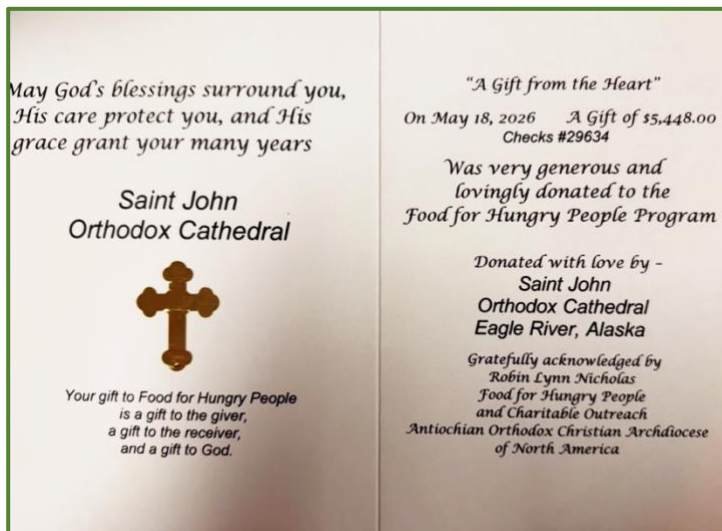 May God's blessings surround you,
His care protect you, and His
grace grant your many years
Saint John
Orthodox Cathedral
Your gift to Food for Hungry People
is a gift to the giver,
a gift to the receiver,
and a gift to God.
"A Gift from the Heart"
On May 18, 2026 A Gift of $5,448.00
Checks #29634
Was very generous and
lovingly donated to the
Food for Hungry People Program
Donated with love by –
Saint John
Orthodox Cathedral
Eagle River, Alaska
Gratefully acknowledged by
Robin Lynn Nicholas
Food for Hungry People
and Charitable Outreach
Antiochian Orthodox Christian Archdiocese
of North America